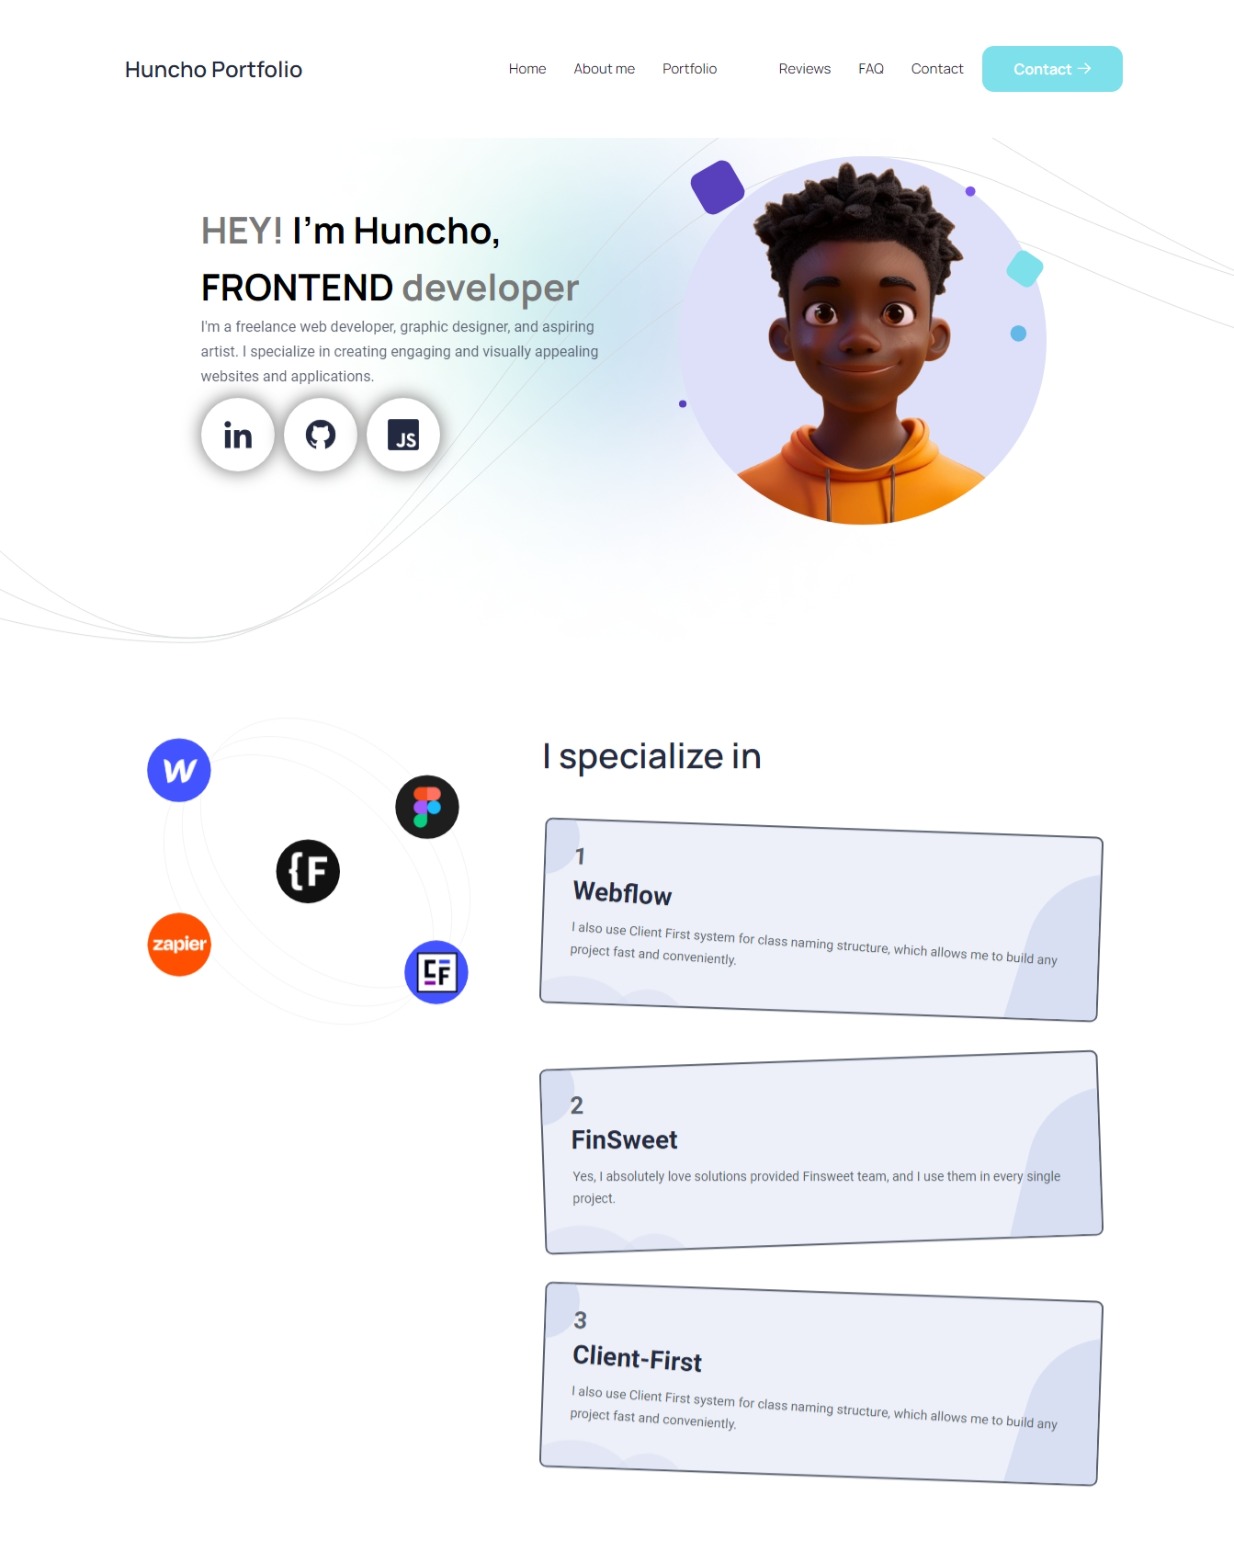 Huncho Portfolio
Home About me Portfolio Reviews FAQ Contact Contact →
HEY! I'm Huncho,
FRONTEND developer
I'm a freelance web developer, graphic designer, and aspiring
artist. I specialize in creating engaging and visually appealing
websites and applications.
in
JS
W
{F
zapier
CF
I specialize in
1
Webflow
I also use Client First system for class naming structure, which allows me to build any
project fast and conveniently.
2
FinSweet
Yes, I absolutely love solutions provided Finsweet team, and I use them in every single
project.
3
Client-First
I also use Client First system for class naming structure, which allows me to build any
project fast and conveniently.